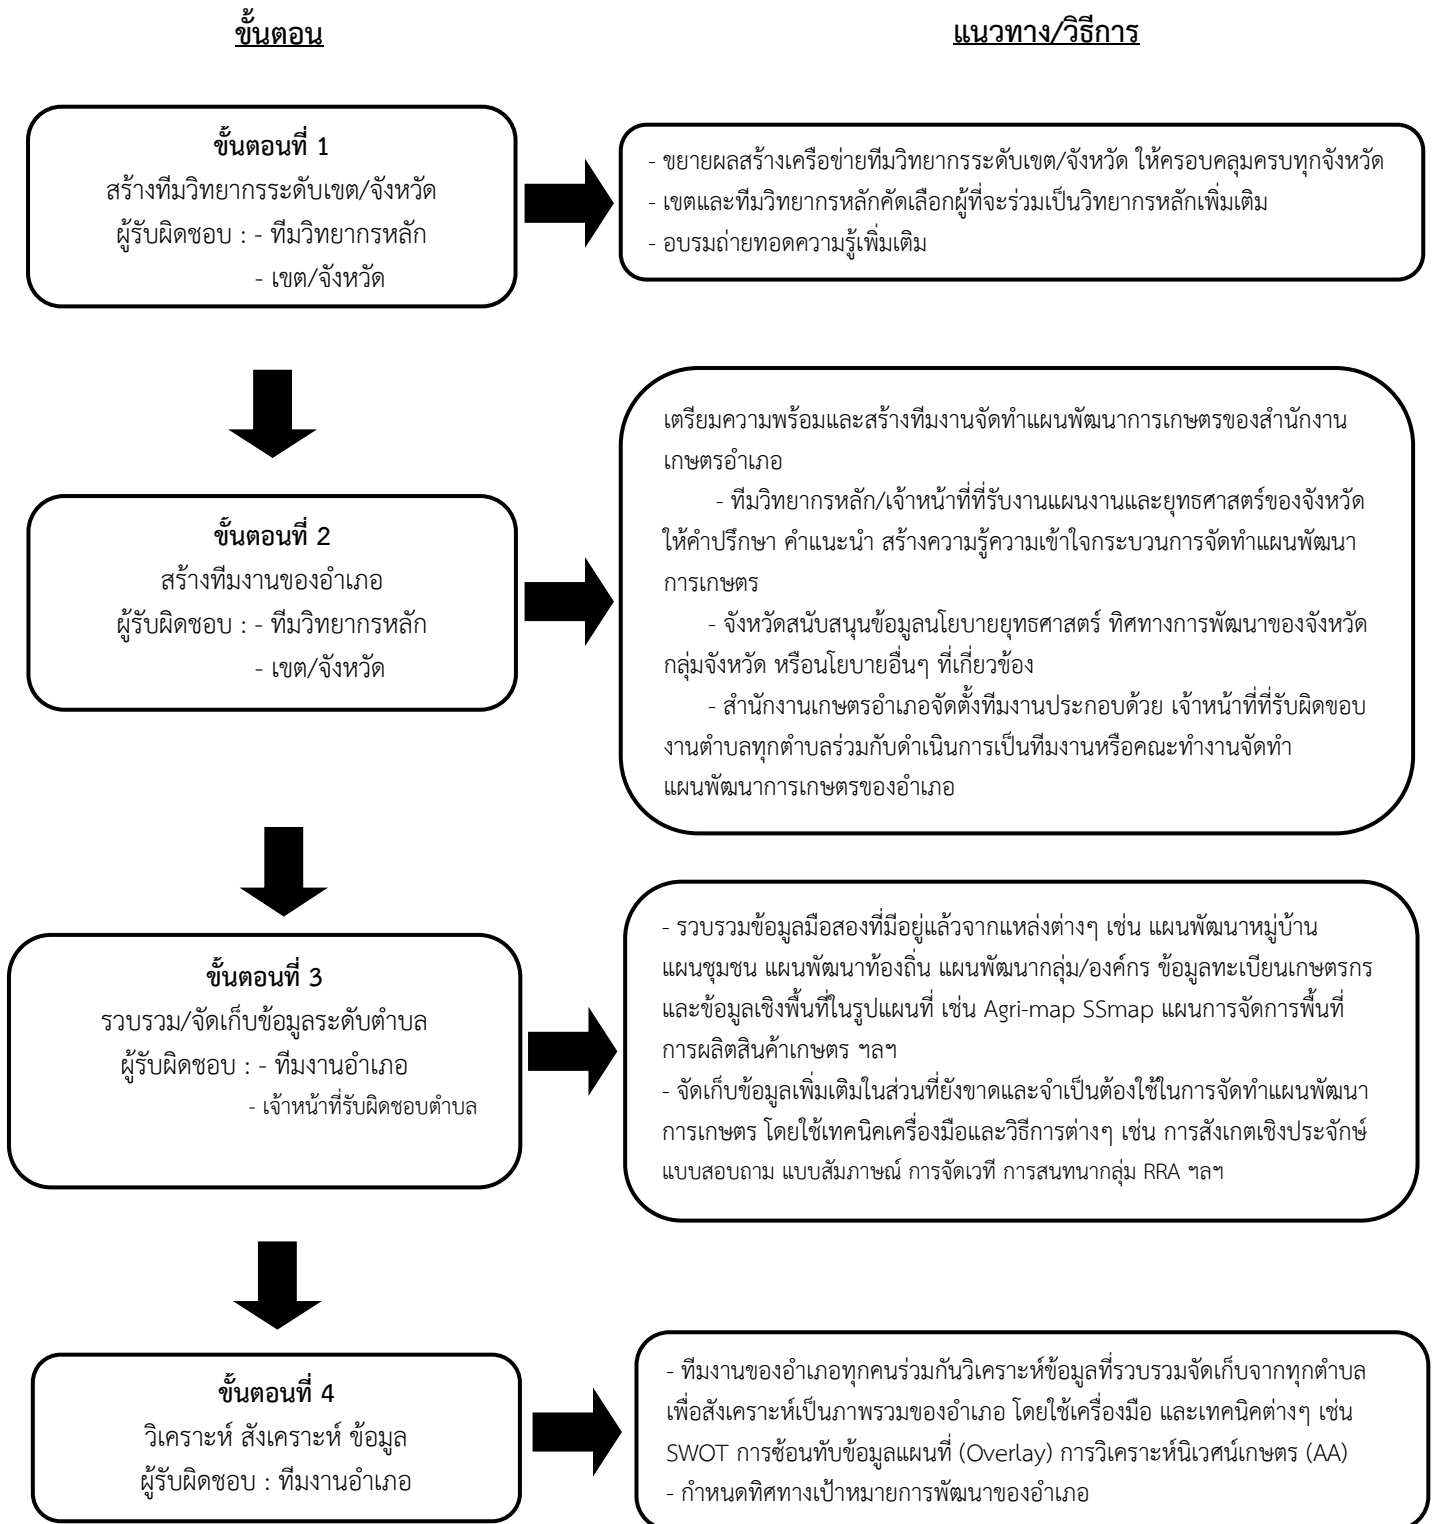 ขั้นตอน
แนวทาง/วิธีการ
ขั้นตอนที่ 1
สร้างทีมวิทยากรระดับเขต/จังหวัด
ผู้รับผิดชอบ : - ทีมวิทยากรหลัก
- เขต/จังหวัด
- ขยายผลสร้างเครือข่ายทีมวิทยากรระดับเขต/จังหวัด ให้ครอบคลุมครบทุกจังหวัด
- เขตและทีมวิทยากรหลักคัดเลือกผู้ที่จะร่วมเป็นวิทยากรหลักเพิ่มเติม
- อบรมถ่ายทอดความรู้เพิ่มเติม
ขั้นตอนที่ 2
สร้างทีมงานของอำเภอ
ผู้รับผิดชอบ : - ทีมวิทยากรหลัก
- เขต/จังหวัด
เตรียมความพร้อมและสร้างทีมงานจัดทำแผนพัฒนาการเกษตรของสำนักงาน
เกษตรอำเภอ
- ทีมวิทยากรหลัก/เจ้าหน้าที่ที่รับงานแผนงานและยุทธศาสตร์ของจังหวัด
ให้คำปรึกษา คำแนะนำ สร้างความรู้ความเข้าใจกระบวนการจัดทำแผนพัฒนา
การเกษตร
- จังหวัดสนับสนุนข้อมูลนโยบายยุทธศาสตร์ ทิศทางการพัฒนาของจังหวัด
กลุ่มจังหวัด หรือนโยบายอื่นๆ ที่เกี่ยวข้อง
- สำนักงานเกษตรอำเภอจัดตั้งทีมงานประกอบด้วย เจ้าหน้าที่ที่รับผิดขอบ
งานตำบลทุกตำบลร่วมกับดำเนินการเป็นทีมงานหรือคณะทำงานจัดทำ
แผนพัฒนาการเกษตรของอำเภอ
ขั้นตอนที่ 3
รวบรวม/จัดเก็บข้อมูลระดับตำบล
ผู้รับผิดชอบ : - ทีมงานอำเภอ
- เจ้าหน้าที่รับผิดชอบตำบล
- รวบรวมข้อมูลมือสองที่มีอยู่แล้วจากแหล่งต่างๆ เช่น แผนพัฒนาหมู่บ้าน
แผนชุมชน แผนพัฒนาท้องถิ่น แผนพัฒนากลุ่ม/องค์กร ข้อมูลทะเบียนเกษตรกร
และข้อมูลเชิงพื้นที่ในรูปแผนที่ เช่น Agri-map SSmap แผนการจัดการพื้นที่
การผลิตสินค้าเกษตร ฯลฯ
- จัดเก็บข้อมูลเพิ่มเติมในส่วนที่ยังขาดและจำเป็นต้องใช้ในการจัดทำแผนพัฒนา
การเกษตร โดยใช้เทคนิคเครื่องมือและวิธีการต่างๆ เช่น การสังเกตเชิงประจักษ์
แบบสอบถาม แบบสัมภาษณ์ การจัดเวที การสนทนากลุ่ม RRA ฯลฯ
ขั้นตอนที่ 4
วิเคราะห์ สังเคราะห์ ข้อมูล
ผู้รับผิดชอบ : ทีมงานอำเภอ
- ทีมงานของอำเภอทุกคนร่วมกันวิเคราะห์ข้อมูลที่รวบรวมจัดเก็บจากทุกตำบล
เพื่อสังเคราะห์เป็นภาพรวมของอำเภอ โดยใช้เครื่องมือ และเทคนิคต่างๆ เช่น
SWOT การซ้อนทับข้อมูลแผนที่ (Overlay) การวิเคราะห์นิเวศน์เกษตร (AA)
- กำหนดทิศทางเป้าหมายการพัฒนาของอำเภอ